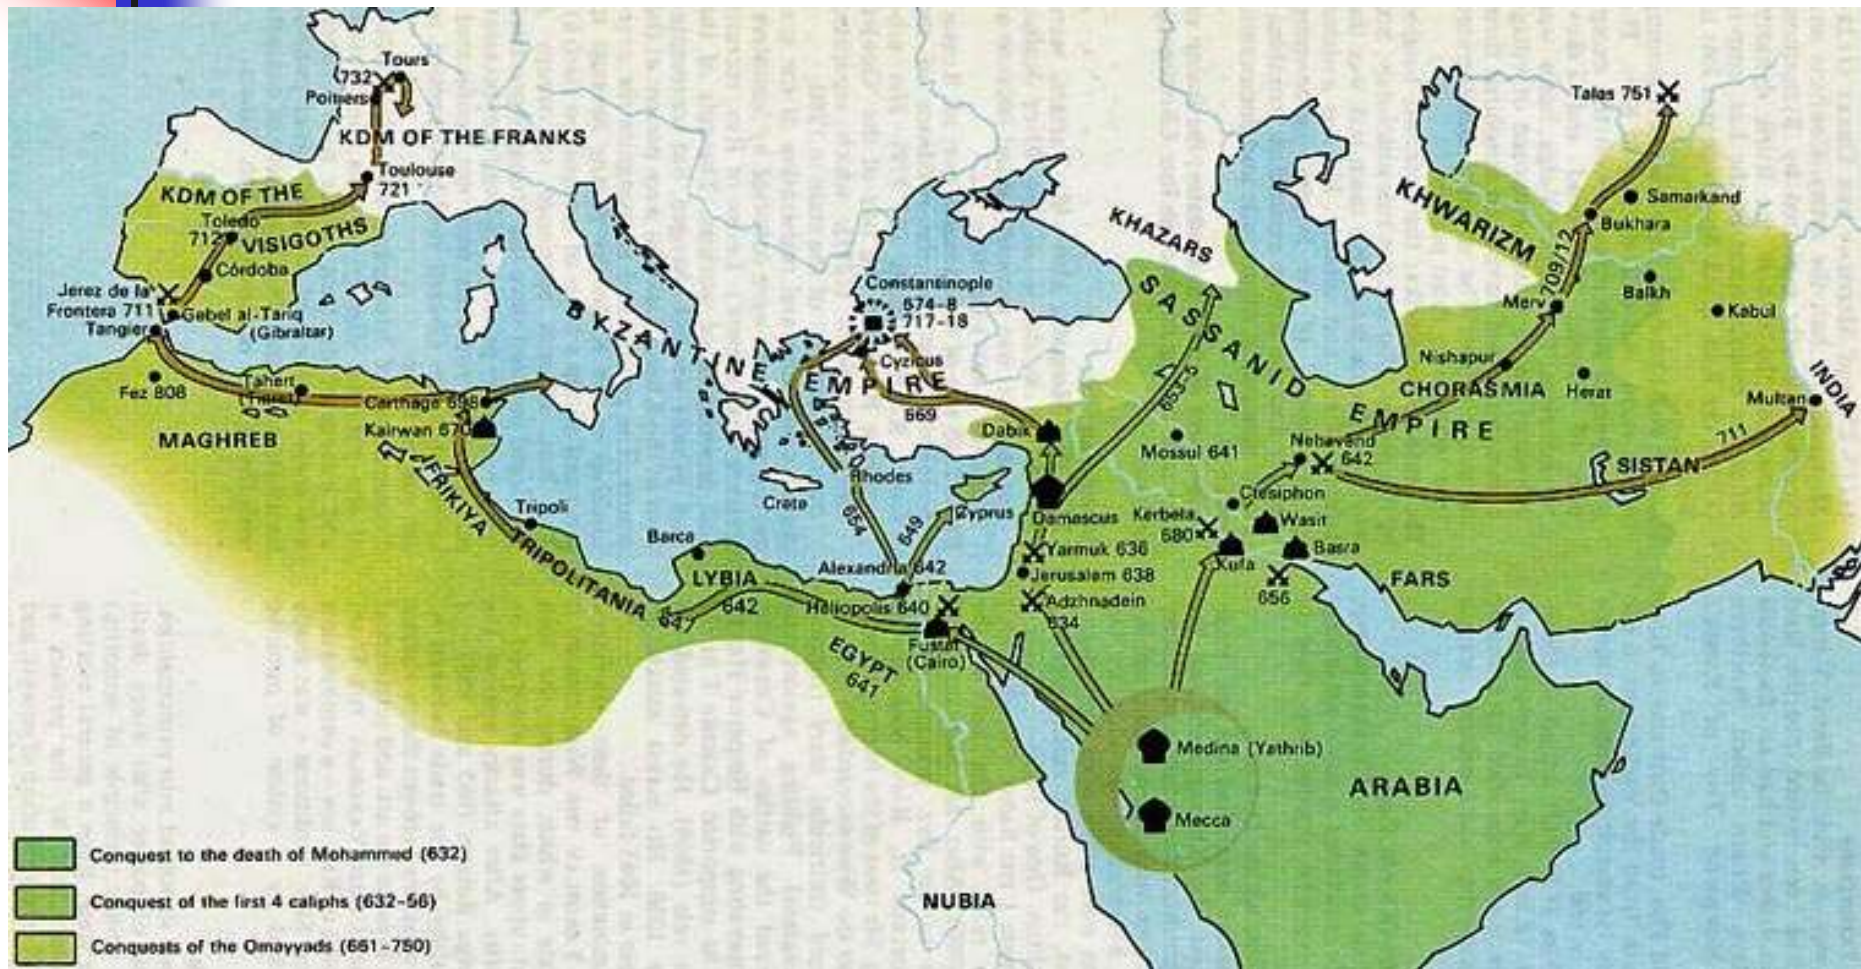 Tours
732
Poitiers
KDM OF THE FRANKS
Toulouse
721
KDM OF THE
VISIGOTHS
Toledo
712
Córdoba
Jerez de la
Frontera 711
Gebel al-Tariq
(Gibraltar)
Tangier
Fez 808
Tahert
(Tiaret)
Carthage 698
Kairwan 670
MAGHREB
IFRIKIYA
Tripoli
TRIPOLITANIA
647
Barca
LYBIA
642
Alexandria 642
Heliopolis 640
Fustat
(Cairo)
EGYPT
641
BYZANTINE EMPIRE
Constantinople
674-8
717-18
Cyzicus
669
Rhodes
654
649
Crete
Cyprus
Dabik
Damascus
Yarmuk 636
Jerusalem 638
Adzhnadein
634
KHAZARS
SASSANID EMPIRE
653-5
Mossul 641
Nehavend
642
Ctesiphon
Kerbela
680
Wasit
Kufa
Basra
656
FARS
Talas 751
KHWARIZM
Samarkand
Bukhara
709/12
Merv
Balkh
Kabul
Nishapur
CHORASMIA
Herat
Multan
INDIA
711
SISTAN
Medina (Yathrib)
Mecca
ARABIA
NUBIA
Conquest to the death of Mohammed (632)
Conquest of the first 4 caliphs (632-56)
Conquests of the Omayyads (661-750)